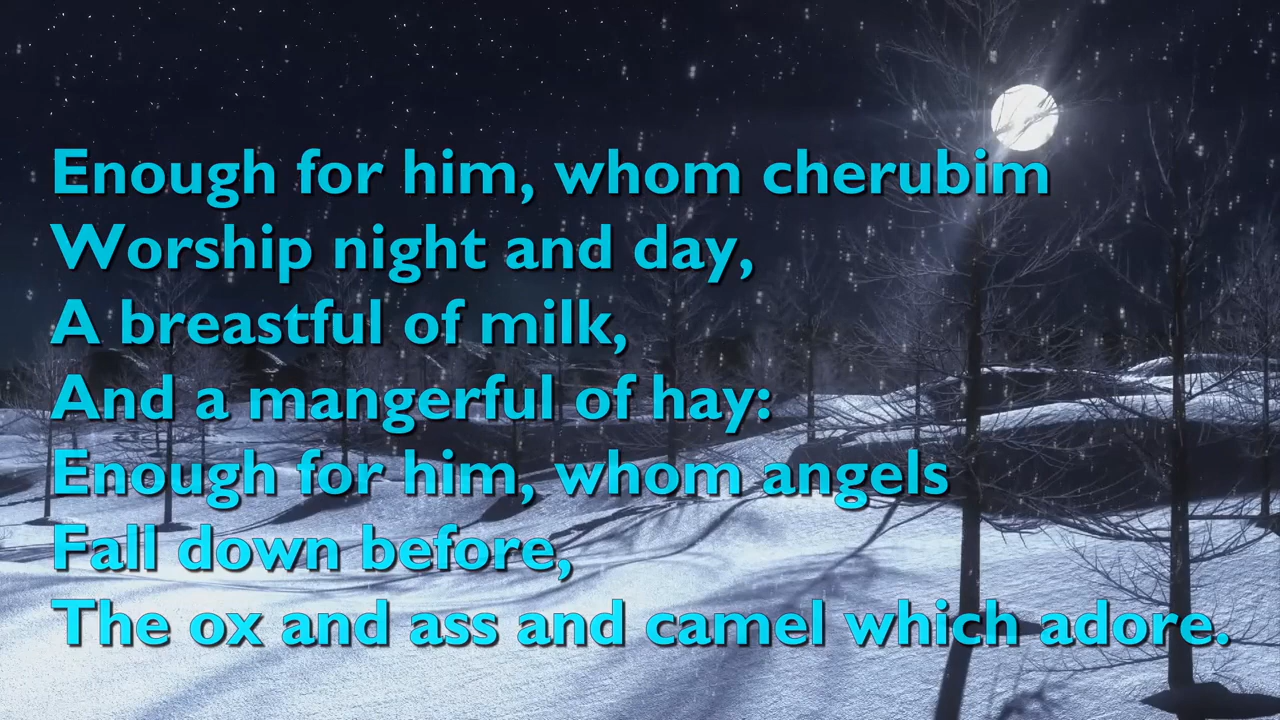 Enough for him, whom cherubim
Worship night and day,
A breastful of milk,
And a mangerful of hay:
Enough for him, whom angels
Fall down before,
The ox and ass and camel which adore.